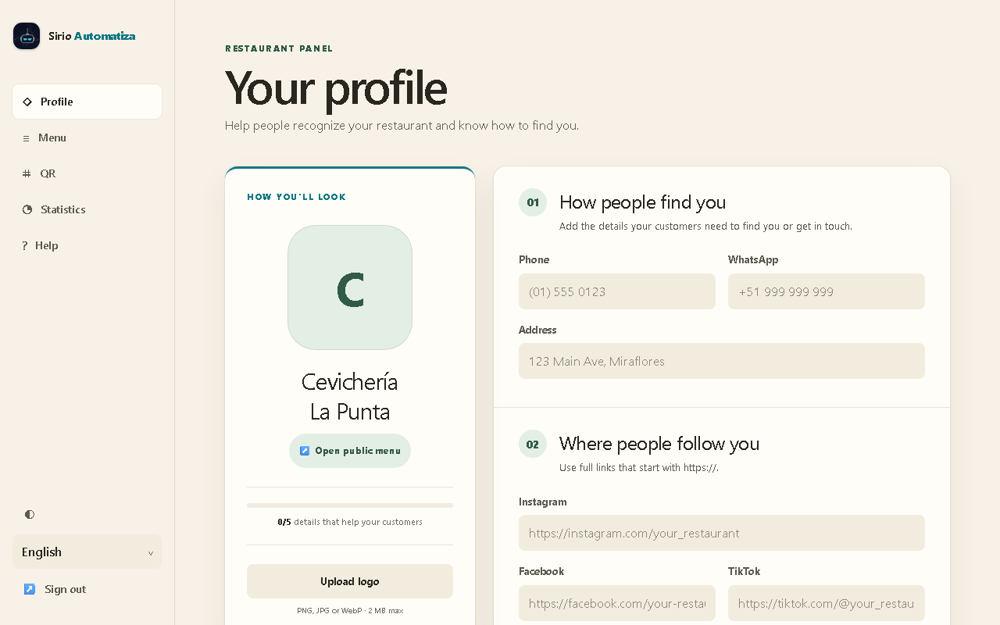 Sirio Automatiza
Profile
Menu
QR
Statistics
? Help
English
Sign out
RESTAURANT PANEL
Your profile
Help people recognize your restaurant and know how to find you.
HOW YOU'LL LOOK
C
Cevichería
La Punta
Open public menu
0/5 details that help your customers
Upload logo
PNG, JPG or WebP · 2 MB max
01 How people find you
Add the details your customers need to find you or get in touch.
Phone WhatsApp
(01) 555 0123 +51 999 999 999
Address
123 Main Ave, Miraflores
02 Where people follow you
Use full links that start with https://.
Instagram
https://instagram.com/your_restaurant
Facebook TikTok
https://facebook.com/your-restau https://tiktok.com/@your_restau